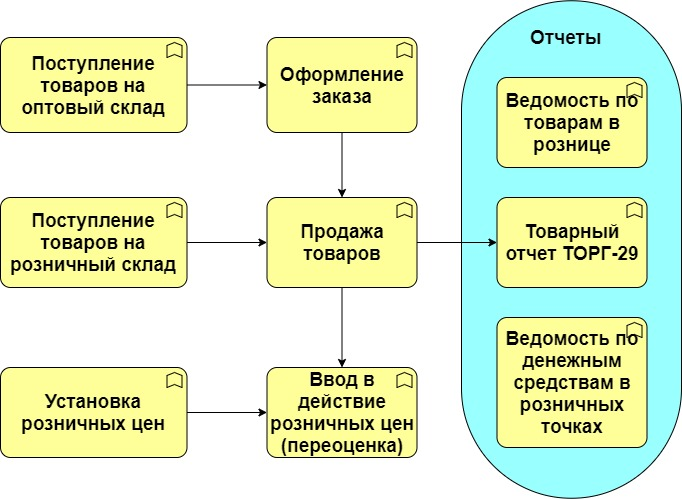 Поступление
товаров на
оптовый склад
Оформление
заказа
Отчеты
Ведомость по
товарам в
рознице
Поступление
товаров на
розничный склад
Продажа
товаров
Товарный
отчет ТОРГ-29
Установка
розничных цен
Ввод в
действие
розничных цен
(переоценка)
Ведомость по
денежным
средствам в
розничных
точках